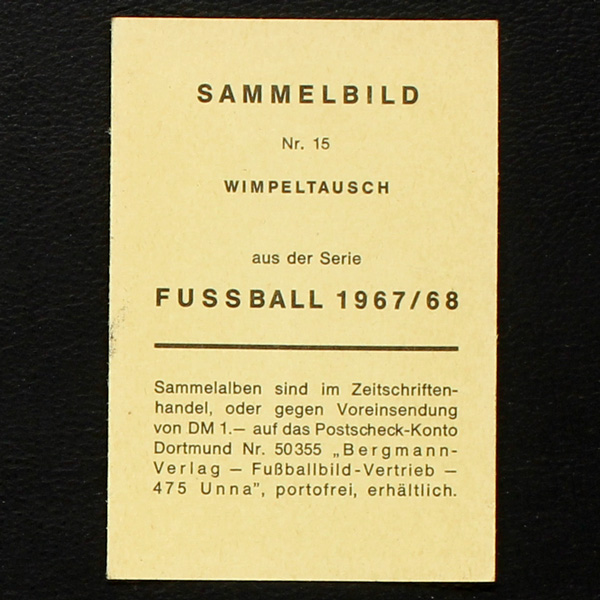 SAMMELBILD
Nr. 15
WIMPELTAUSCH
aus der Serie
FUSSBALL 1967/68
Sammelalben sind im Zeitschriften-
handel, oder gegen Voreinsendung
von DM 1.— auf das Postscheck-Konto
Dortmund Nr. 50355 „Bergmann-
Verlag — Fußballbild-Vertrieb —
475 Unna”, portofrei, erhältlich.